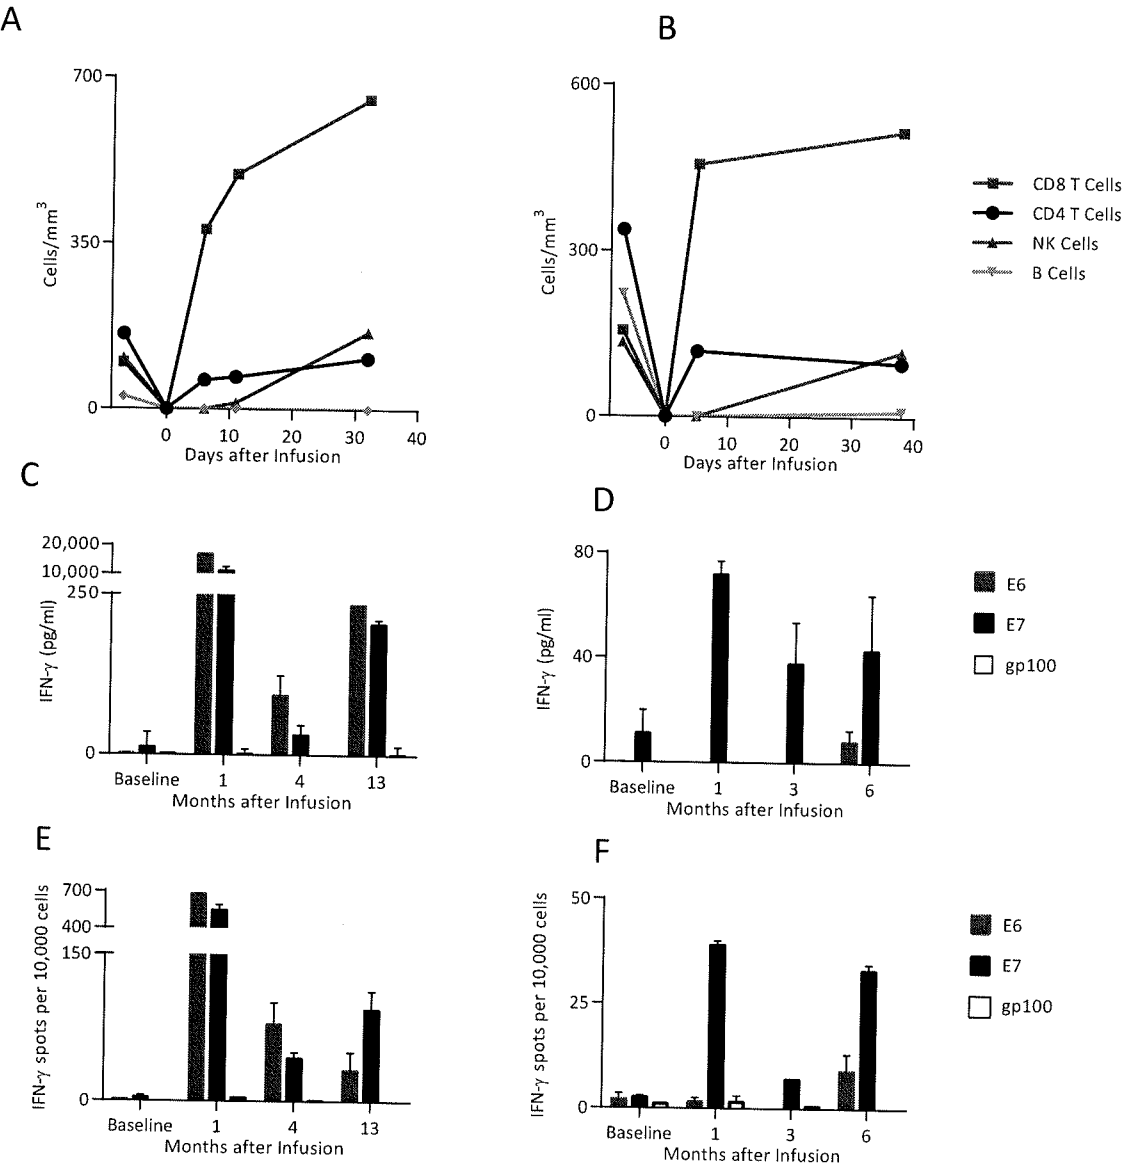 A
700
350
0
Cells/mm3
0 10 20 30 40
Days after Infusion
B
600
300
0
Cells/mm3
0 10 20 30 40
Days after Infusion
CD8 T Cells
CD4 T Cells
NK Cells
B Cells
C
20,000
10,000
250
0
IFN-γ (pg/ml)
Baseline 1 4 13
Months after Infusion
D
80
40
0
IFN-γ (pg/ml)
Baseline 1 3 6
Months after Infusion
E6
E7
gp100
E
700
400
150
0
IFN-γ spots per 10,000 cells
Baseline 1 4 13
Months after Infusion
F
50
25
0
IFN-γ spots per 10,000 cells
Baseline 1 3 6
Months after Infusion
E6
E7
gp100